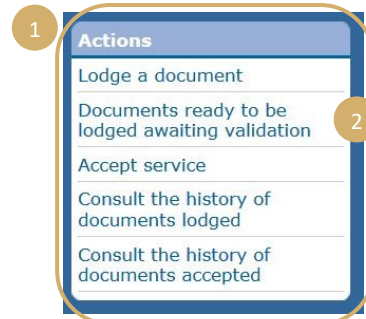 1
Actions
Lodge a document
Documents ready to be
lodged awaiting validation
2
Accept service
Consult the history of
documents lodged
Consult the history of
documents accepted